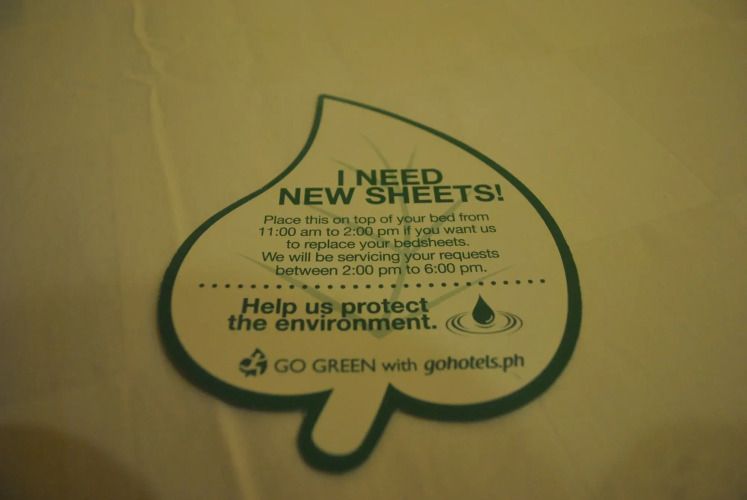 I NEED
NEW SHEETS!
Place this on top of your bed from
11:00 am to 2:00 pm if you want us
to replace your bedsheets.
We will be servicing your requests
between 2:00 pm to 6:00 pm.
Help us protect
the environment.
GO GREEN with gohotels.ph